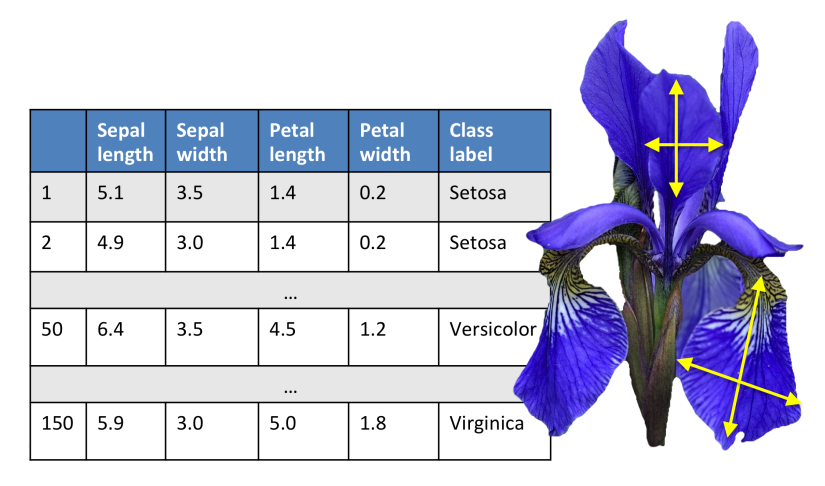 Sepal length Sepal width Petal length Petal width Class label
1 5.1 3.5 1.4 0.2 Setosa
2 4.9 3.0 1.4 0.2 Setosa
...
50 6.4 3.5 4.5 1.2 Versicolor
...
150 5.9 3.0 5.0 1.8 Virginica